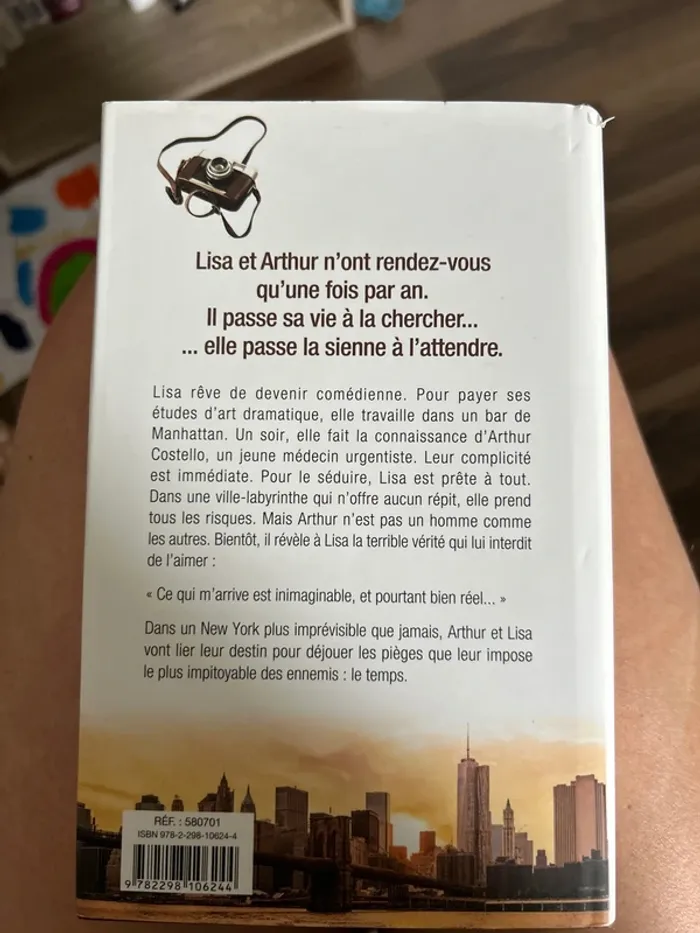 Lisa et Arthur n'ont rendez-vous
qu'une fois par an.
Il passe sa vie à la chercher...
... elle passe la sienne à l'attendre.
Lisa rêve de devenir comédienne. Pour payer ses
études d'art dramatique, elle travaille dans un bar de
Manhattan. Un soir, elle fait la connaissance d'Arthur
Costello, un jeune médecin urgentiste. Leur complicité
est immédiate. Pour le séduire, Lisa est prête à tout.
Dans une ville-labyrinthe qui n'offre aucun répit, elle prend
tous les risques. Mais Arthur n'est pas un homme comme
les autres. Bientôt, il révèle à Lisa la terrible vérité qui lui interdit
de l'aimer :
« Ce qui m'arrive est inimaginable, et pourtant bien réel... »
Dans un New York plus imprévisible que jamais, Arthur et Lisa
vont lier leur destin pour déjouer les pièges que leur impose
le plus impitoyable des ennemis : le temps.
RÉF. : 580701
ISBN 978-2-298-10624-4
9 782298 106244